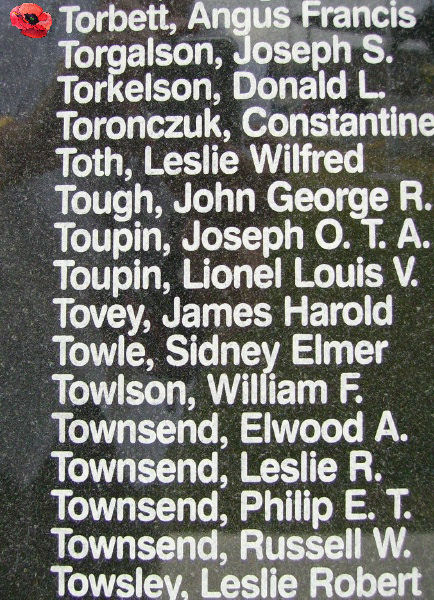 Torbett, Angus Francis
Torgalson, Joseph S.
Torkelson, Donald L.
Toronczuk, Constantine
Toth, Leslie Wilfred
Tough, John George R.
Toupin, Joseph O. T. A.
Toupin, Lionel Louis V.
Tovey, James Harold
Towle, Sidney Elmer
Towlson, William F.
Townsend, Elwood A.
Townsend, Leslie R.
Townsend, Philip E. T.
Townsend, Russell W.
Towsley, Leslie Robert